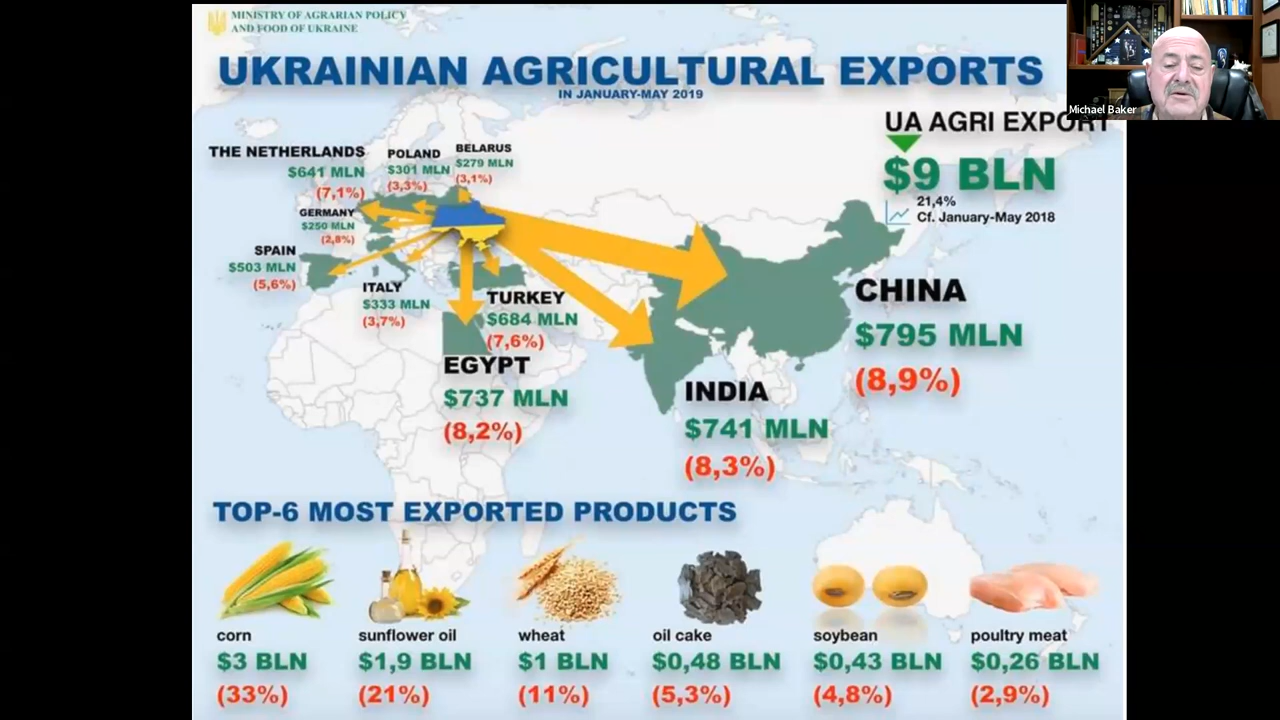 MINISTRY OF AGRARIAN POLICY
AND FOOD OF UKRAINE
UKRAINIAN AGRICULTURAL EXPORTS
IN JANUARY-MAY 2019
Michael Baker
UA AGRI EXPORT
$9 BLN
21,4%
Cf. January-May 2018
THE NETHERLANDS
$641 MLN
(7,1%)
POLAND
$301 MLN
(3,3%)
BELARUS
$279 MLN
(3,1%)
GERMANY
$250 MLN
(2,8%)
SPAIN
$503 MLN
(5,6%)
ITALY
$333 MLN
(3,7%)
TURKEY
$684 MLN
(7,6%)
EGYPT
$737 MLN
(8,2%)
INDIA
$741 MLN
(8,3%)
CHINA
$795 MLN
(8,9%)
TOP-6 MOST EXPORTED PRODUCTS
corn
$3 BLN
(33%)
sunflower oil
$1,9 BLN
(21%)
wheat
$1 BLN
(11%)
oil cake
$0,48 BLN
(5,3%)
soybean
$0,43 BLN
(4,8%)
poultry meat
$0,26 BLN
(2,9%)